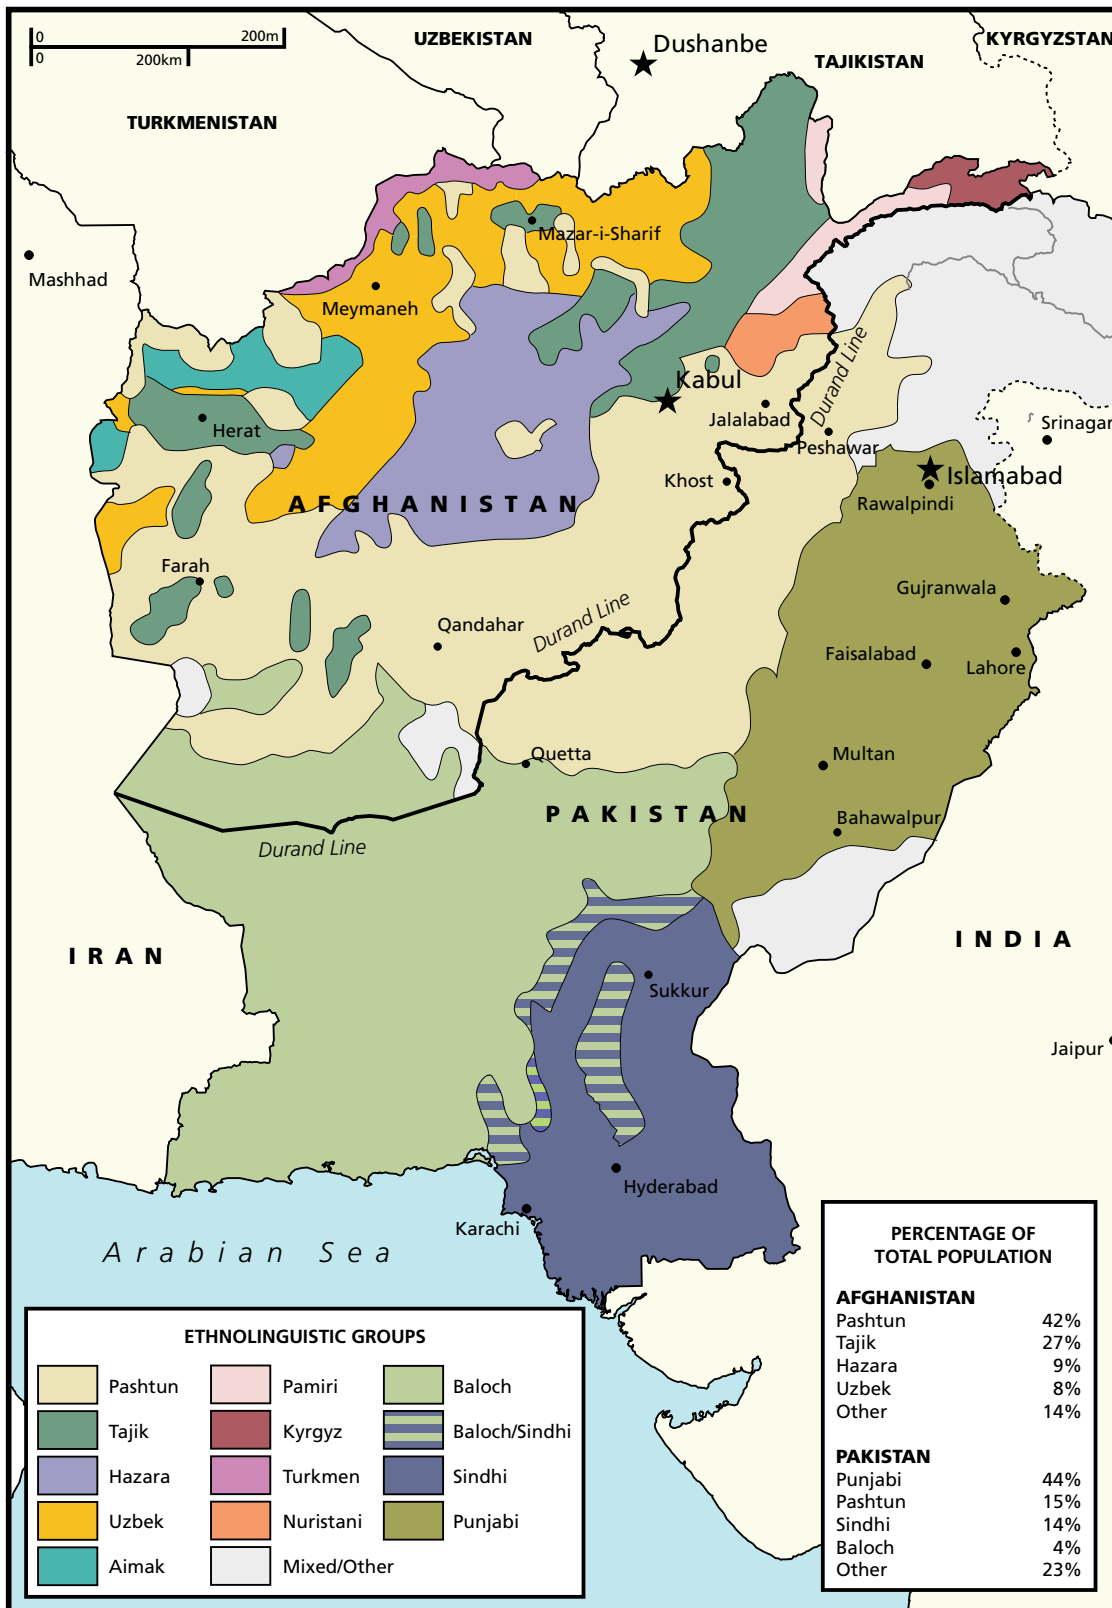 0 200m
0 200km
UZBEKISTAN
Dushanbe
KYRGYZSTAN
TAJIKISTAN
TURKMENISTAN
Mashhad
Mazar-i-Sharif
Meymaneh
Durand Line
Kabul
Jalalabad
Herat
Peshawar
Srinagar
Khost
Islamabad
Rawalpindi
AFGHANISTAN
Farah
Gujranwala
Durand Line
Qandahar
Faisalabad
Lahore
Quetta
Multan
PAKISTAN
Bahawalpur
Durand Line
IRAN
INDIA
Sukkur
Jaipur
Hyderabad
Karachi
Arabian Sea
ETHNOLINGUISTIC GROUPS
Pashtun
Tajik
Hazara
Uzbek
Aimak
Pamiri
Kyrgyz
Turkmen
Nuristani
Mixed/Other
Baloch
Baloch/Sindhi
Sindhi
Punjabi
PERCENTAGE OF
TOTAL POPULATION
AFGHANISTAN
Pashtun 42%
Tajik 27%
Hazara 9%
Uzbek 8%
Other 14%
PAKISTAN
Punjabi 44%
Pashtun 15%
Sindhi 14%
Baloch 4%
Other 23%